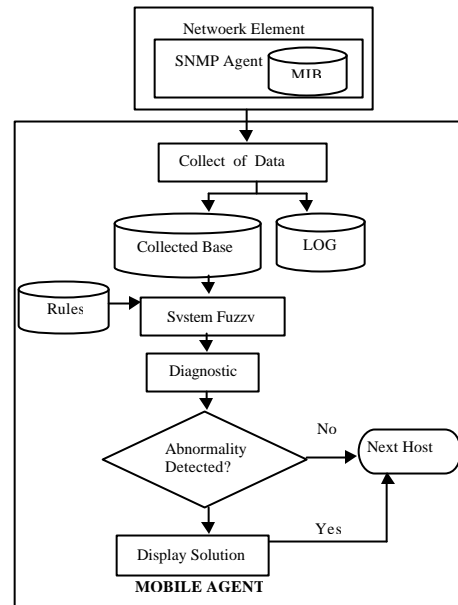 Netwoerk Element
SNMP Agent
MIB
Collect of Data
Collected Base
LOG
Rules
System Fuzzy
Diagnostic
Abnormality
Detected?
No
Next Host
Yes
Display Solution
MOBILE AGENT